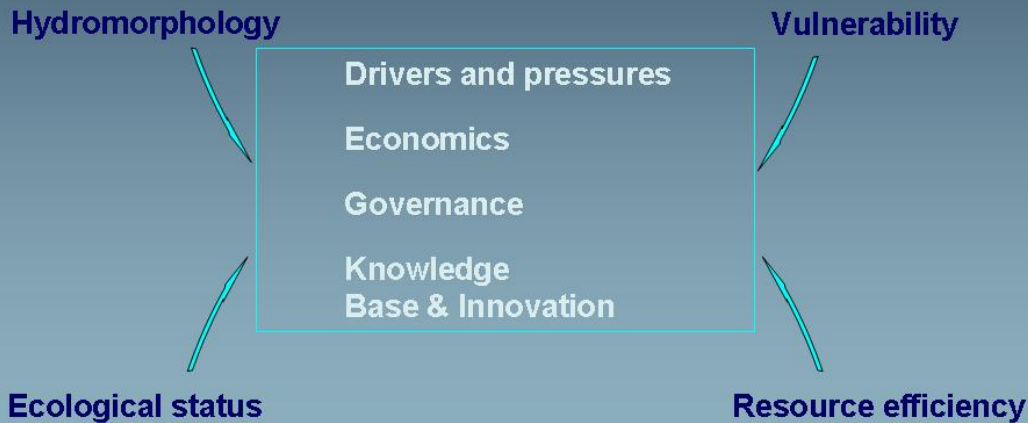 Hydromorphology
Vulnerability
Drivers and pressures
Economics
Governance
Knowledge
Base & Innovation
Ecological status
Resource efficiency